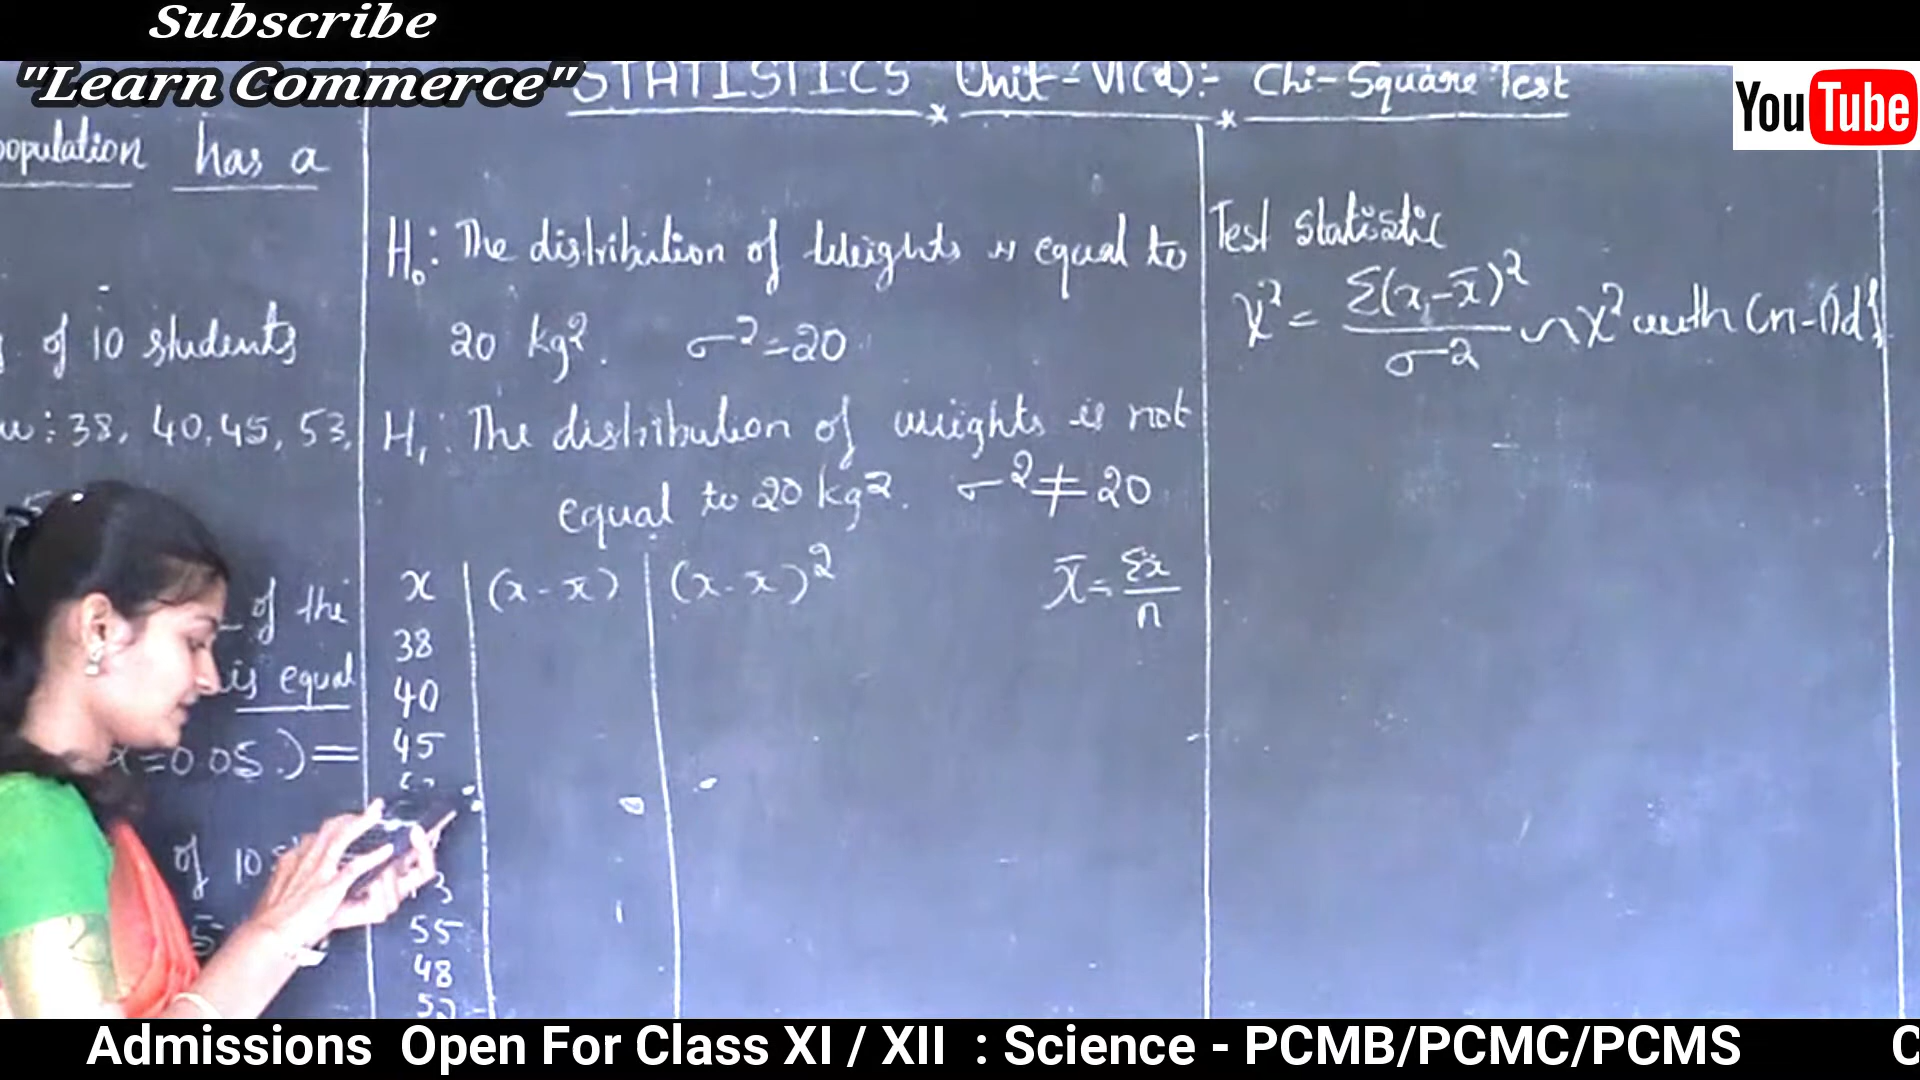 Subscribe
"Learn Commerce"
YouTube
STATISTICS Unit-VI(d):- Chi-Square Test
population has a
of 10 students
38, 40, 45, 53,
of the
is equal
α=0.05.)=
of 10
5
H₀: The distribution of Weights is equal to
20 kg². σ²=20
H₁: The distribution of weights is not
equal to 20 kg². σ²≠20
x (x-x̄) (x-x̄)² x̄=Σx/n
38
40
45
55
48
Test statistic
χ² = Σ(xᵢ-x̄)²/σ² ~ χ² with (n-1)df
Admissions Open For Class XI / XII : Science - PCMB/PCMC/PCMS